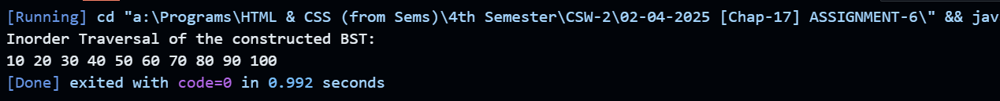 [Running] cd "a:\Programs\HTML & CSS (from Sems)\4th Semester\CSW-2\02-04-2025 [Chap-17] ASSIGNMENT-6\" && jav
Inorder Traversal of the constructed BST:
10 20 30 40 50 60 70 80 90 100
[Done] exited with code=0 in 0.992 seconds